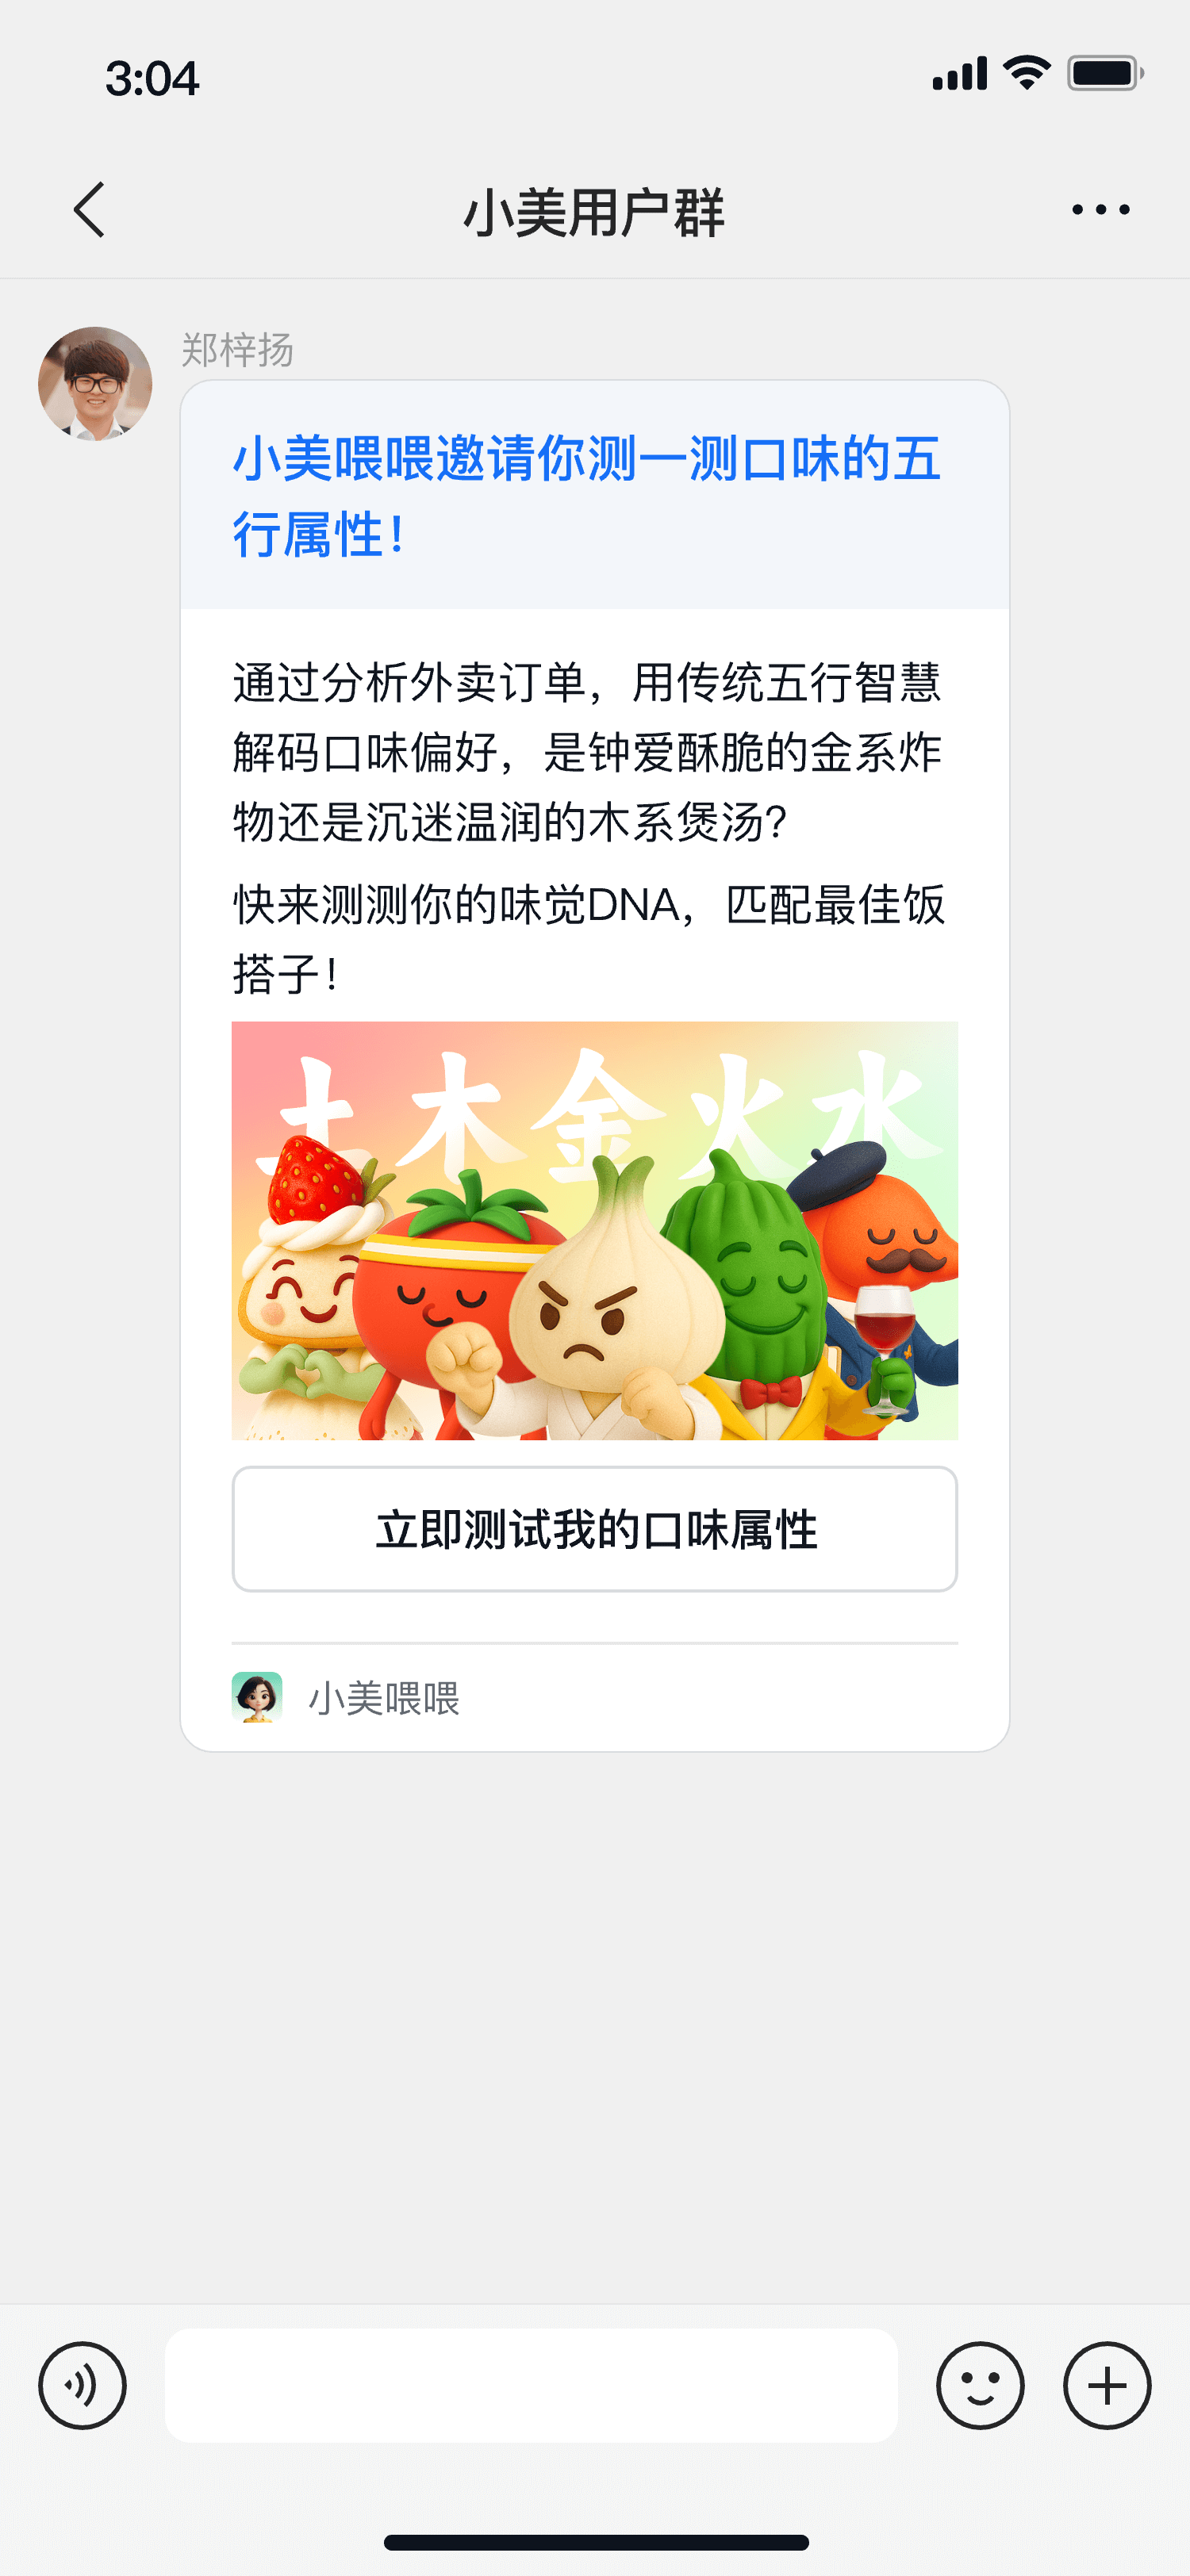 3:04
小美用户群
郑梓扬
小美喂喂邀请你测一测口味的五
行属性！
通过分析外卖订单，用传统五行智慧
解码口味偏好，是钟爱酥脆的金系炸
物还是沉迷温润的木系煲汤？
快来测测你的味觉DNA，匹配最佳饭
搭子！
土木金火水
立即测试我的口味属性
小美喂喂